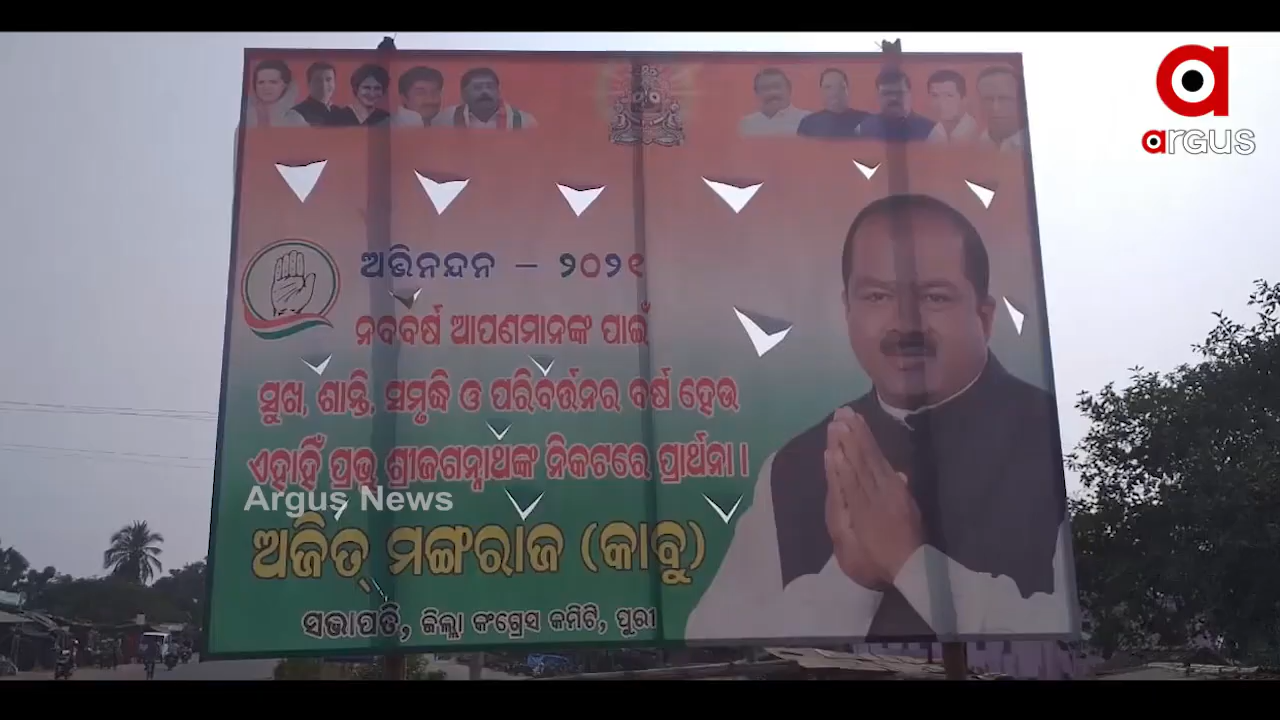 argus
ଅଭିନନ୍ଦନ – ୨୦୨୧
ନବବର୍ଷ ଆପଣମାନଙ୍କ ପାଇଁ
ସୁଖ, ଶାନ୍ତି, ସମୃଦ୍ଧି ଓ ପରିବର୍ତ୍ତନର ବର୍ଷ ହେଉ
ଏହାହିଁ ପ୍ରଭୁ ଶ୍ରୀଜଗନ୍ନାଥଙ୍କ ନିକଟରେ ପ୍ରାର୍ଥନା।
Argus News
ଅଜିତ୍ ମଙ୍ଗରାଜ (କାବୁ)
ସଭାପତି, ଜିଲ୍ଲା କଂଗ୍ରେସ କମିଟି, ପୁରୀ